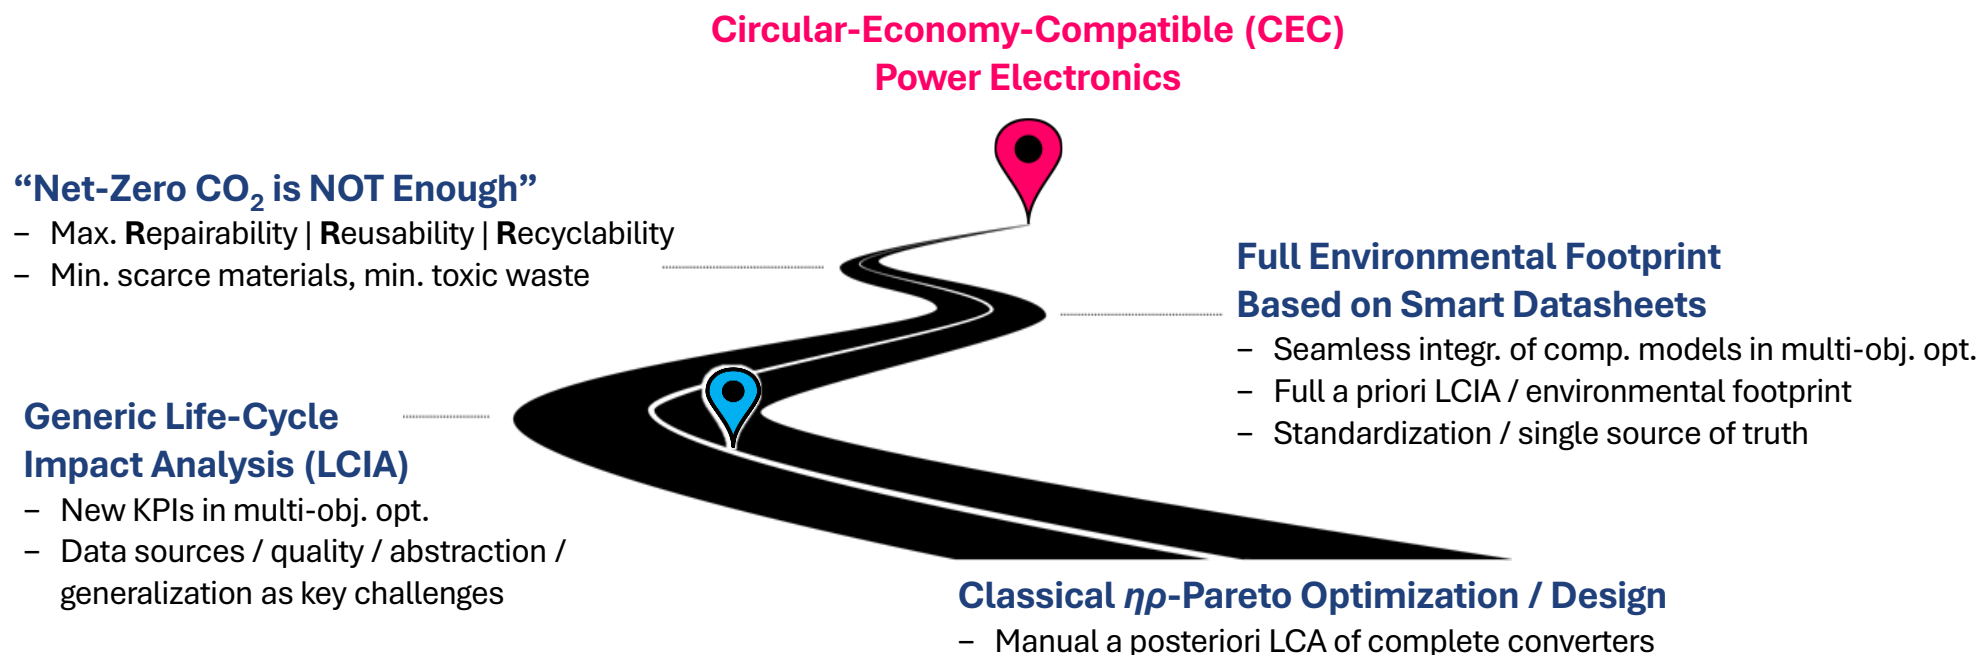 Circular-Economy-Compatible (CEC)
Power Electronics
“Net-Zero CO₂ is NOT Enough”
– Max. Repairability | Reusability | Recyclability
– Min. scarce materials, min. toxic waste
Full Environmental Footprint
Based on Smart Datasheets
– Seamless integr. of comp. models in multi-obj. opt.
– Full a priori LCIA / environmental footprint
– Standardization / single source of truth
Generic Life-Cycle
Impact Analysis (LCIA)
– New KPIs in multi-obj. opt.
– Data sources / quality / abstraction /
generalization as key challenges
Classical ηρ-Pareto Optimization / Design
– Manual a posteriori LCA of complete converters